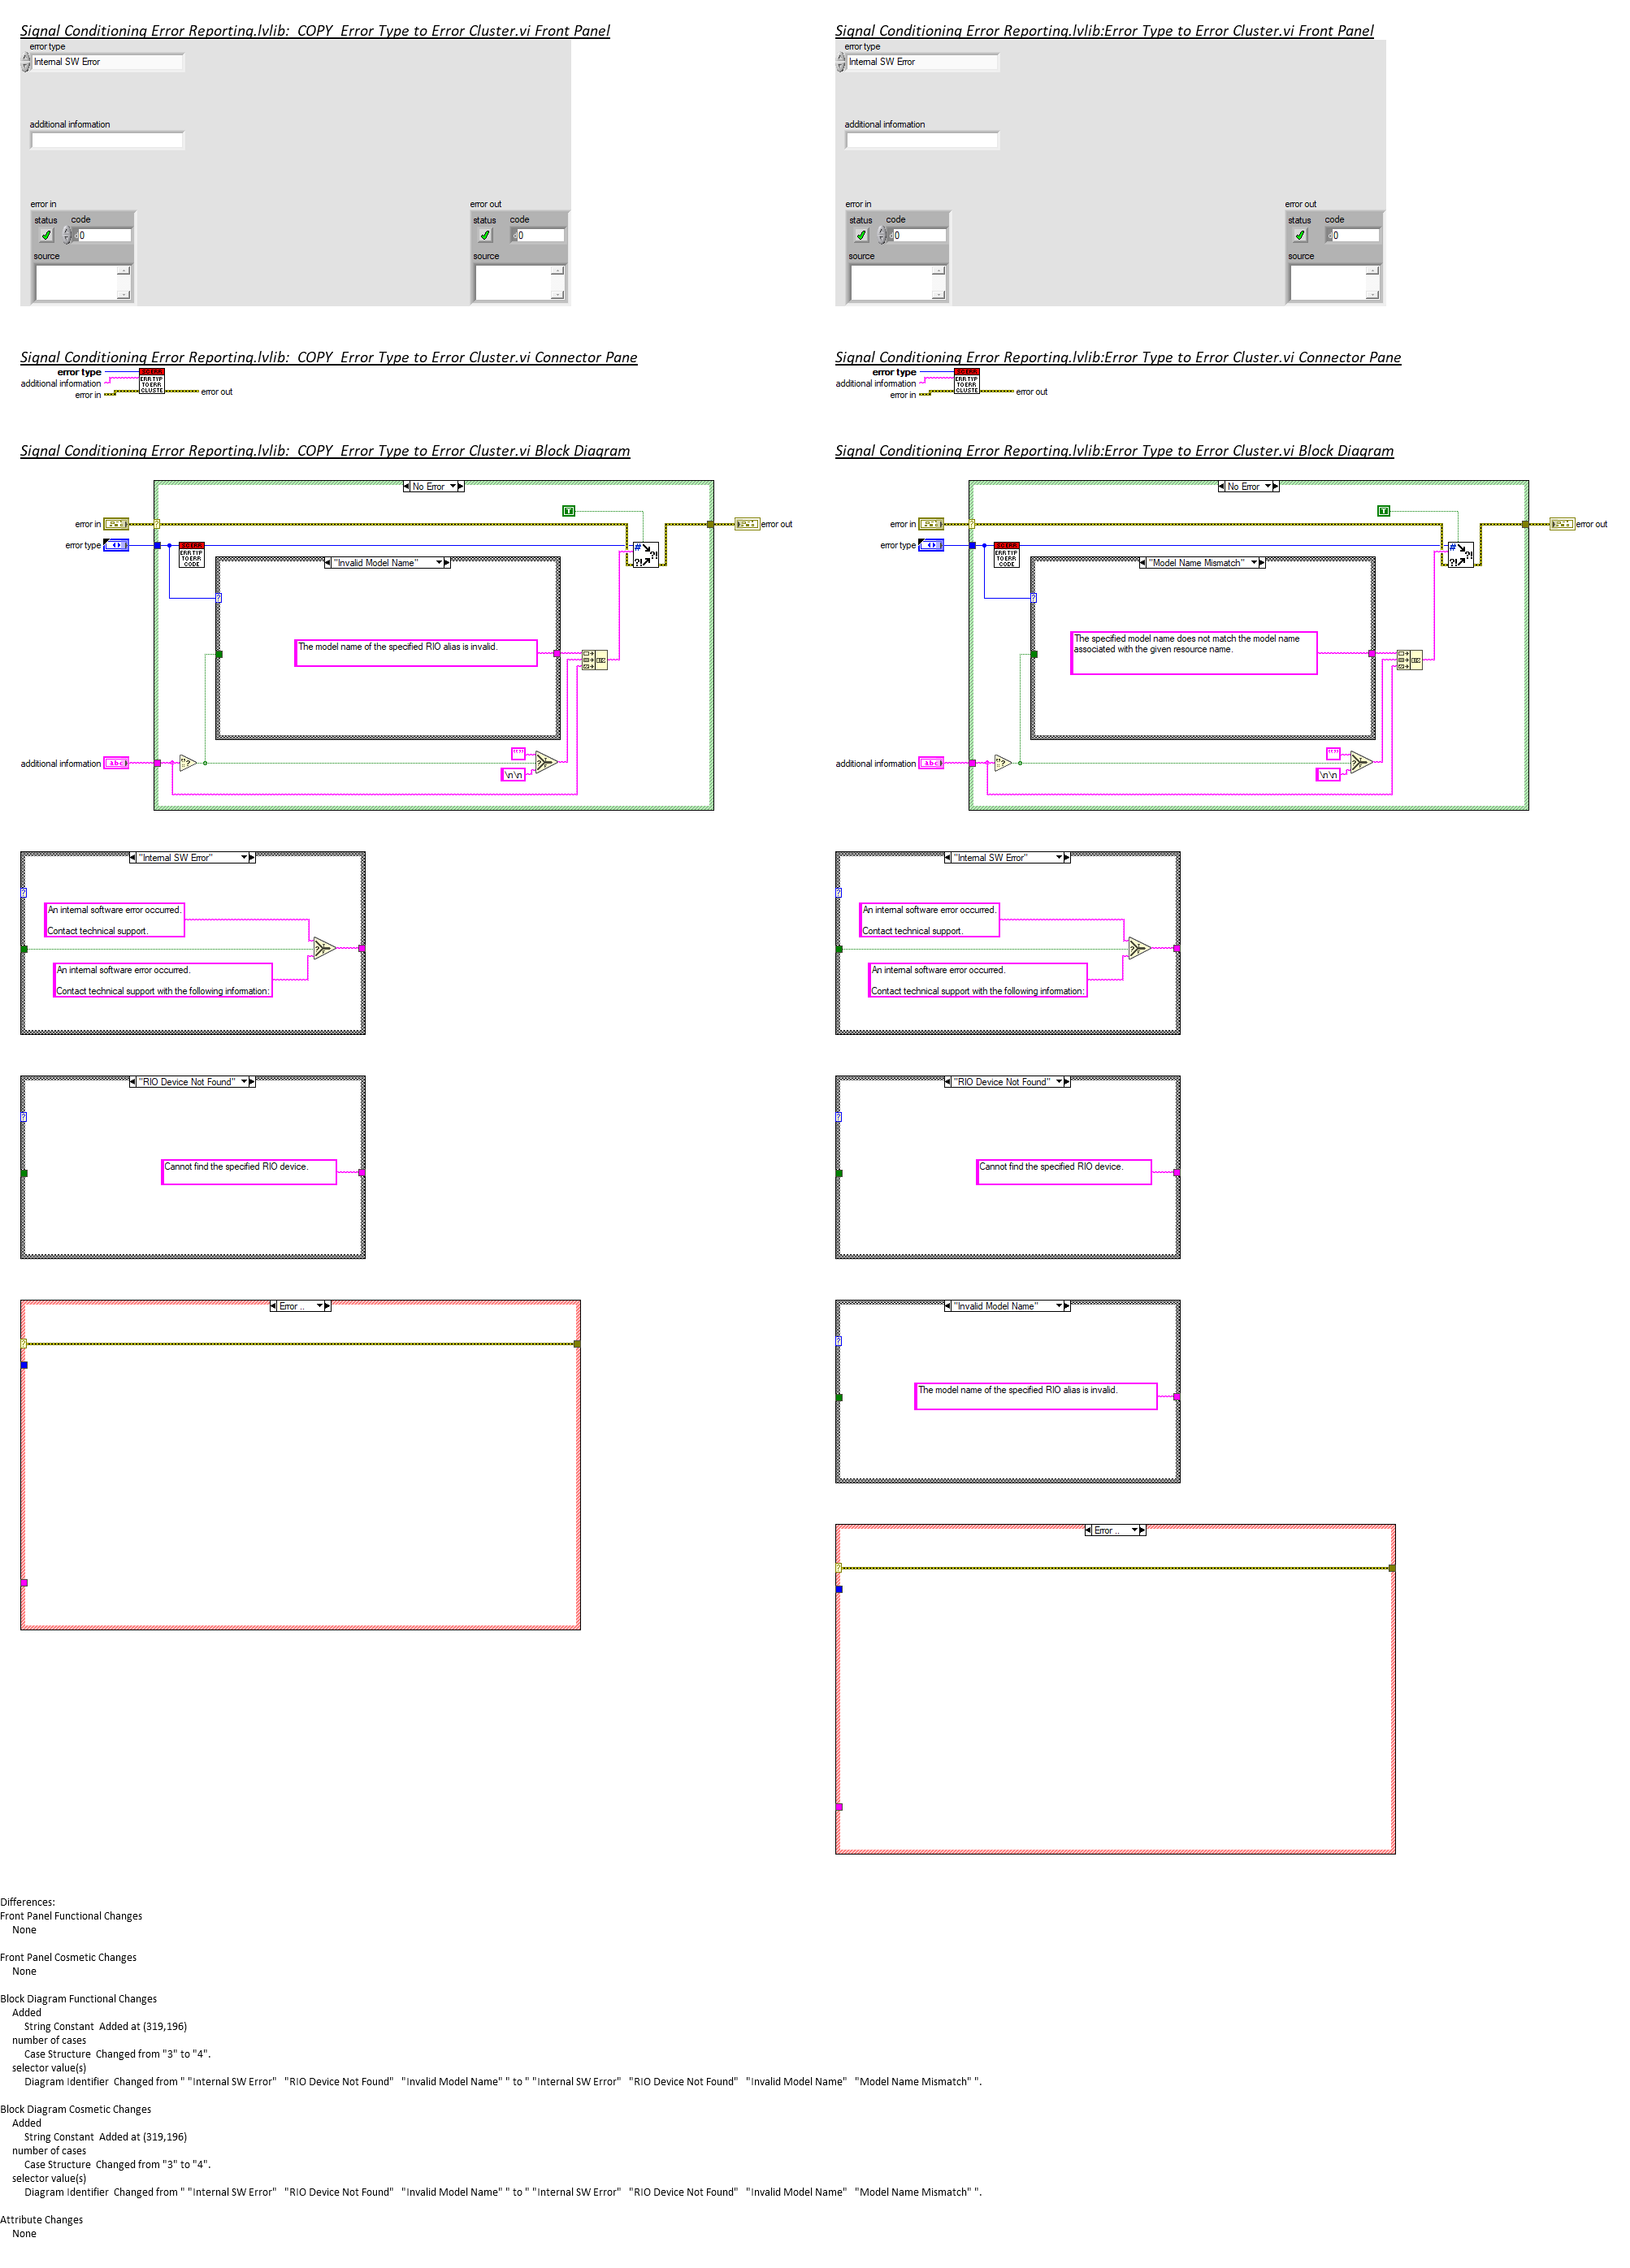 Signal Conditioning Error Reporting.lvlib:  COPY  Error Type to Error Cluster.vi Front Panel
error type
Internal SW Error
additional information
error in
status code
0
source
error out
status code
0
source
Signal Conditioning Error Reporting.lvlib:  COPY  Error Type to Error Cluster.vi Connector Pane
error type
additional information
error in
ERR TYP
TO ERR
CLUSTE
error out
Signal Conditioning Error Reporting.lvlib:  COPY  Error Type to Error Cluster.vi Block Diagram
No Error
T
error in
error out
error type
ERR TYP
TO ERR
CODE
"Invalid Model Name"
The model name of the specified RIO alias is invalid.
additional information
abc
\n\n
"Internal SW Error"
An internal software error occurred.
Contact technical support.
An internal software error occurred.
Contact technical support with the following information:
"RIO Device Not Found"
Cannot find the specified RIO device.
Error ..
Signal Conditioning Error Reporting.lvlib:Error Type to Error Cluster.vi Front Panel
error type
Internal SW Error
additional information
error in
status code
0
source
error out
status code
0
source
Signal Conditioning Error Reporting.lvlib:Error Type to Error Cluster.vi Connector Pane
error type
additional information
error in
ERR TYP
TO ERR
CLUSTE
error out
Signal Conditioning Error Reporting.lvlib:Error Type to Error Cluster.vi Block Diagram
No Error
T
error in
error out
error type
ERR TYP
TO ERR
CODE
"Model Name Mismatch"
The specified model name does not match the model name
associated with the given resource name.
additional information
abc
\n\n
"Internal SW Error"
An internal software error occurred.
Contact technical support.
An internal software error occurred.
Contact technical support with the following information:
"RIO Device Not Found"
Cannot find the specified RIO device.
"Invalid Model Name"
The model name of the specified RIO alias is invalid.
Error ..
Differences:
Front Panel Functional Changes
None
Front Panel Cosmetic Changes
None
Block Diagram Functional Changes
Added
String Constant  Added at (319,196)
number of cases
Case Structure  Changed from "3" to "4".
selector value(s)
Diagram Identifier  Changed from " "Internal SW Error"   "RIO Device Not Found"   "Invalid Model Name" " to " "Internal SW Error"   "RIO Device Not Found"   "Invalid Model Name"   "Model Name Mismatch" ".
Block Diagram Cosmetic Changes
Added
String Constant  Added at (319,196)
number of cases
Case Structure  Changed from "3" to "4".
selector value(s)
Diagram Identifier  Changed from " "Internal SW Error"   "RIO Device Not Found"   "Invalid Model Name" " to " "Internal SW Error"   "RIO Device Not Found"   "Invalid Model Name"   "Model Name Mismatch" ".
Attribute Changes
None